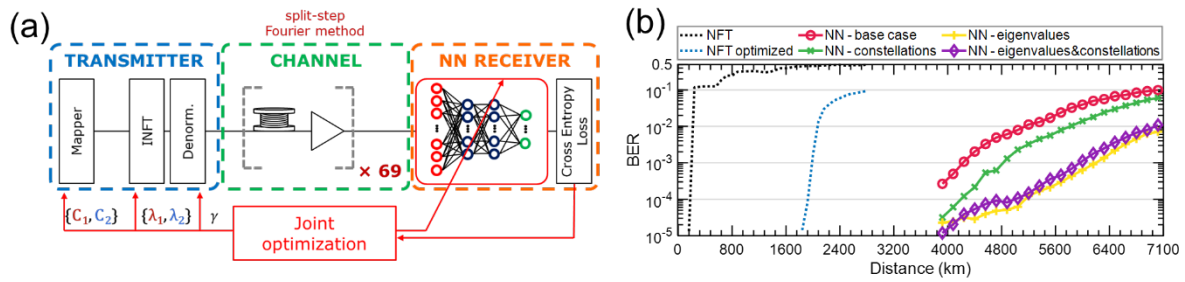 (a)
split-step
Fourier method
TRANSMITTER
CHANNEL
NN RECEIVER
Mapper
INFT
Denorm.
× 69
Cross Entropy
Loss
{C₁,C₂}
{λ₁,λ₂}
γ
Joint
optimization
(b)
NFT
NFT optimized
NN - base case
NN - constellations
NN - eigenvalues
NN - eigenvalues&constellations
BER
0.5
10⁻¹
10⁻²
10⁻³
10⁻⁴
10⁻⁵
0 800 1600 2400 3200 4000 4800 5600 6400 7100
Distance (km)